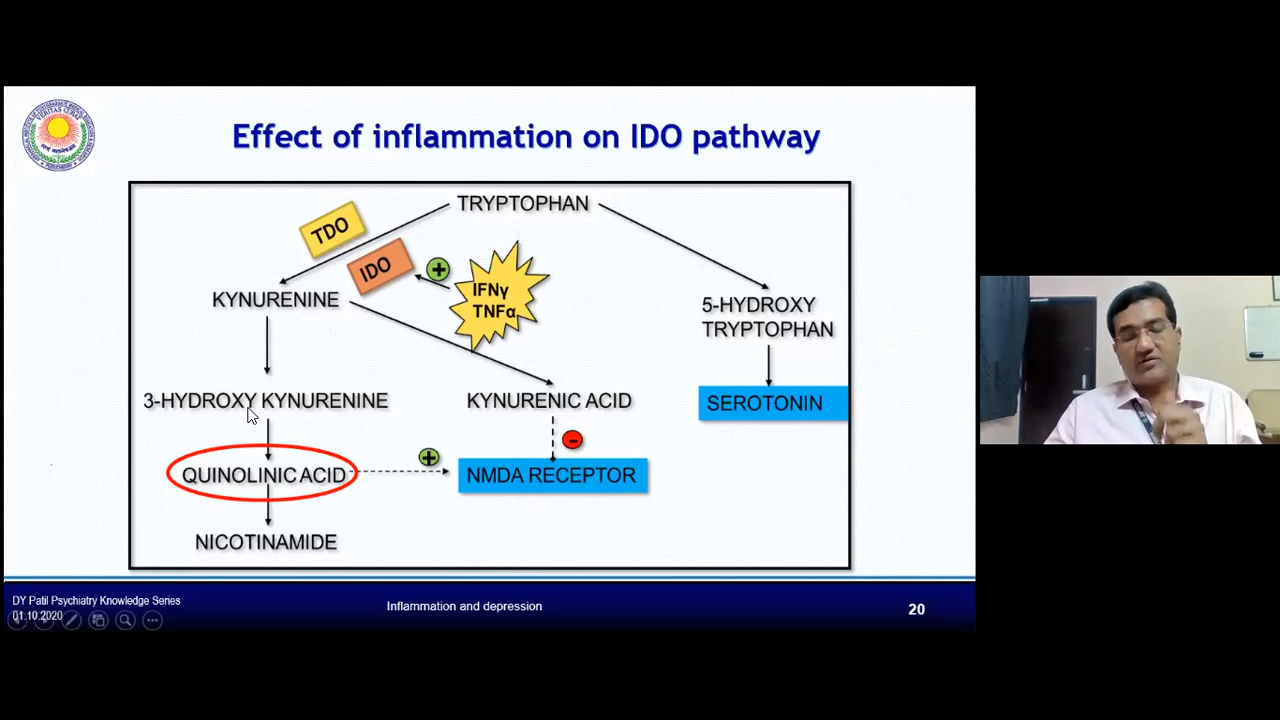 Effect of inflammation on IDO pathway
TRYPTOPHAN
TDO
IDO
+
IFNγ
TNFα
KYNURENINE
5-HYDROXY
TRYPTOPHAN
3-HYDROXY KYNURENINE
KYNURENIC ACID
SEROTONIN
-
+
QUINOLINIC ACID
NMDA RECEPTOR
NICOTINAMIDE
DY Patil Psychiatry Knowledge Series
01.10.2020
Inflammation and depression
20